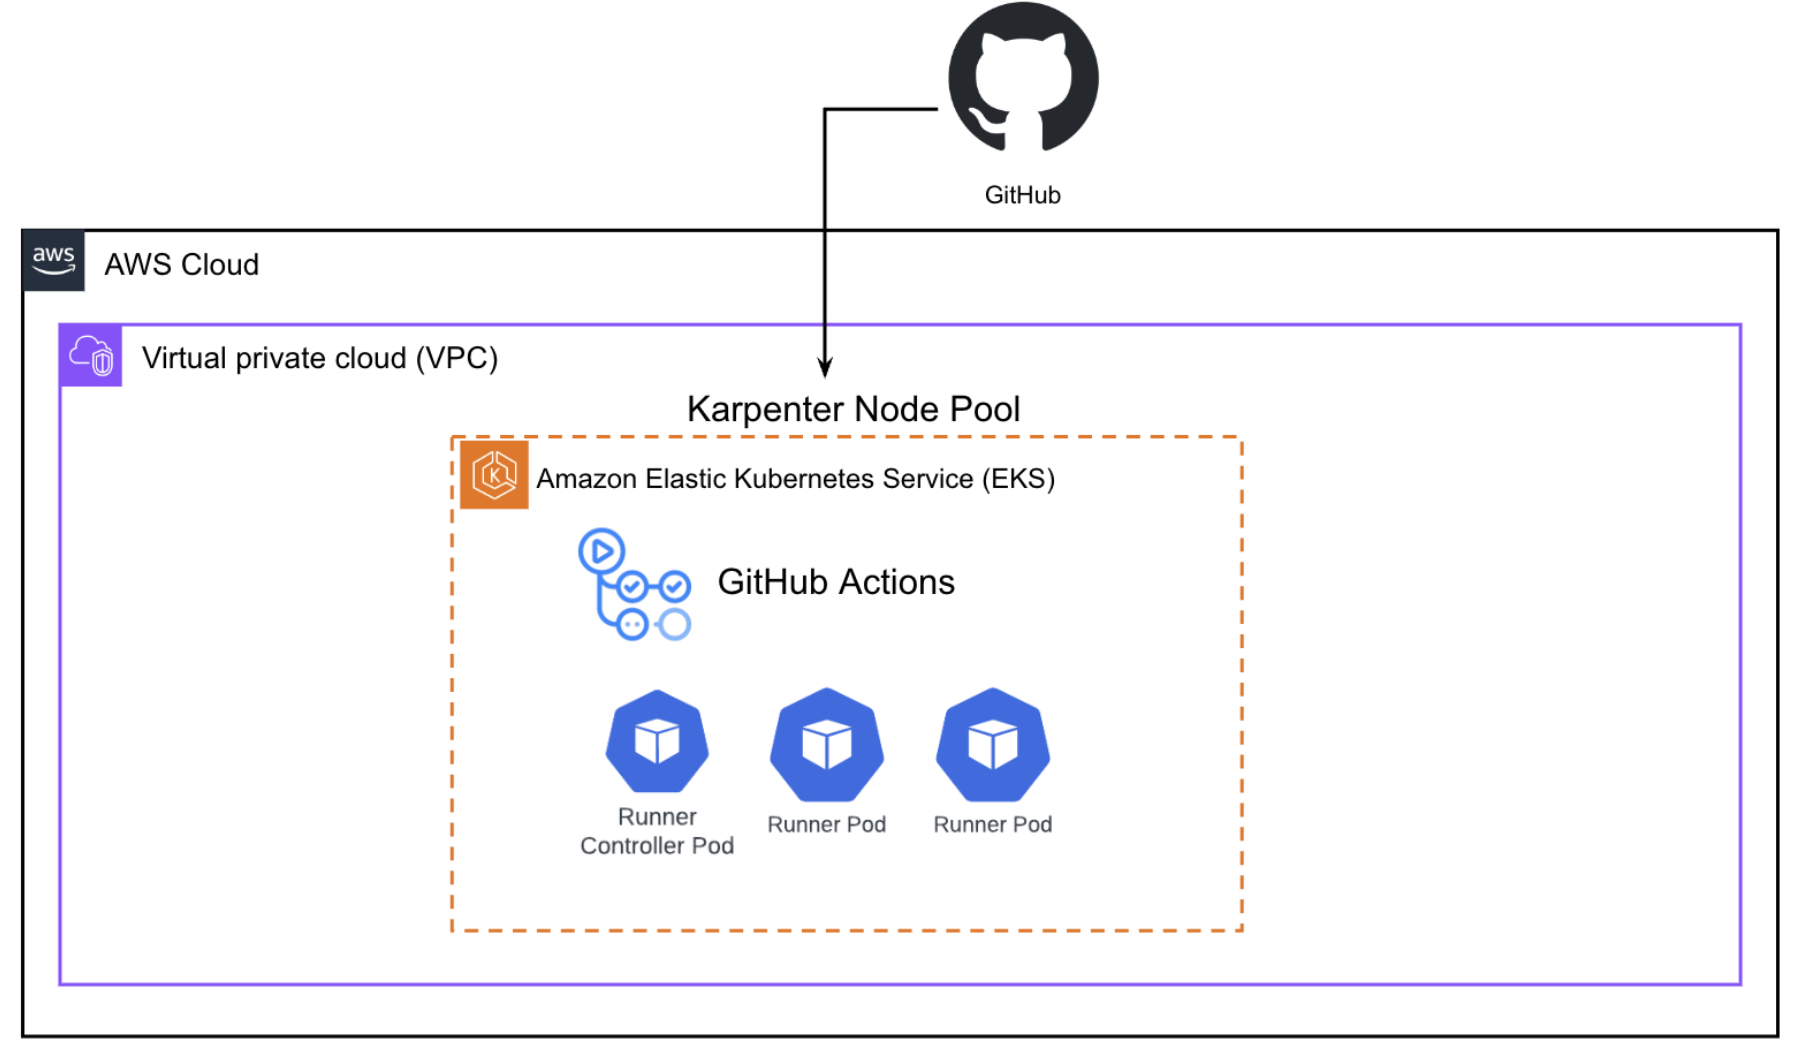 GitHub
aws
AWS Cloud
Virtual private cloud (VPC)
Karpenter Node Pool
K
Amazon Elastic Kubernetes Service (EKS)
GitHub Actions
Runner
Controller Pod
Runner Pod
Runner Pod